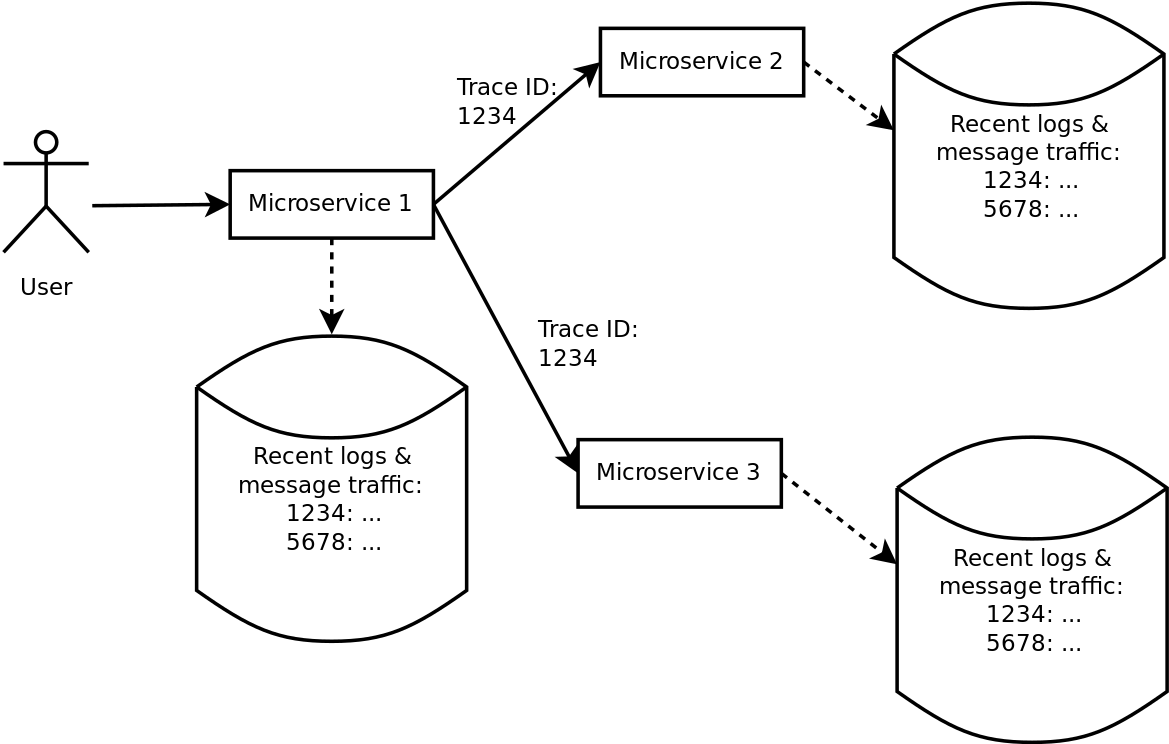 Microservice 2
Trace ID:
1234
Recent logs &
message traffic:
1234: ...
5678: ...
Microservice 1
User
Trace ID:
1234
Recent logs &
message traffic:
1234: ...
5678: ...
Microservice 3
Recent logs &
message traffic:
1234: ...
5678: ...